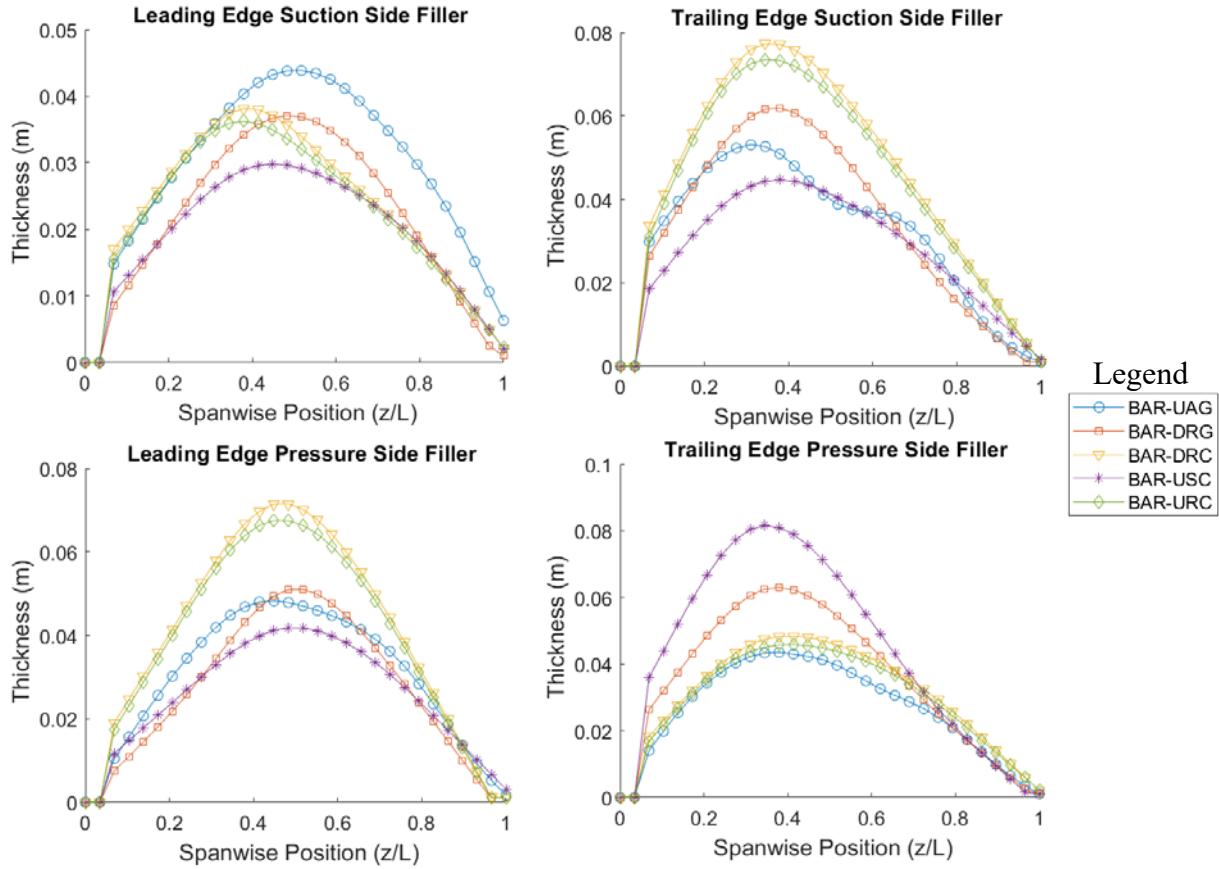 Leading Edge Suction Side Filler
0.05
0.04
0.03
0.02
0.01
0
Thickness (m)
0 0.2 0.4 0.6 0.8 1
Spanwise Position (z/L)
Trailing Edge Suction Side Filler
0.08
0.06
0.04
0.02
0
Thickness (m)
0 0.2 0.4 0.6 0.8 1
Spanwise Position (z/L)
Leading Edge Pressure Side Filler
0.08
0.06
0.04
0.02
0
Thickness (m)
0 0.2 0.4 0.6 0.8 1
Spanwise Position (z/L)
Trailing Edge Pressure Side Filler
0.1
0.08
0.06
0.04
0.02
0
Thickness (m)
0 0.2 0.4 0.6 0.8 1
Spanwise Position (z/L)
Legend
BAR-UAG
BAR-DRG
BAR-DRC
BAR-USC
BAR-URC